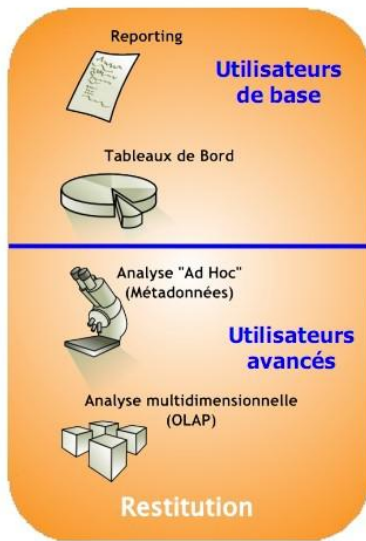 Reporting
Utilisateurs
de base
Tableaux de Bord
Analyse "Ad Hoc"
(Métadonnées)
Utilisateurs
avancés
Analyse multidimensionnelle
(OLAP)
Restitution